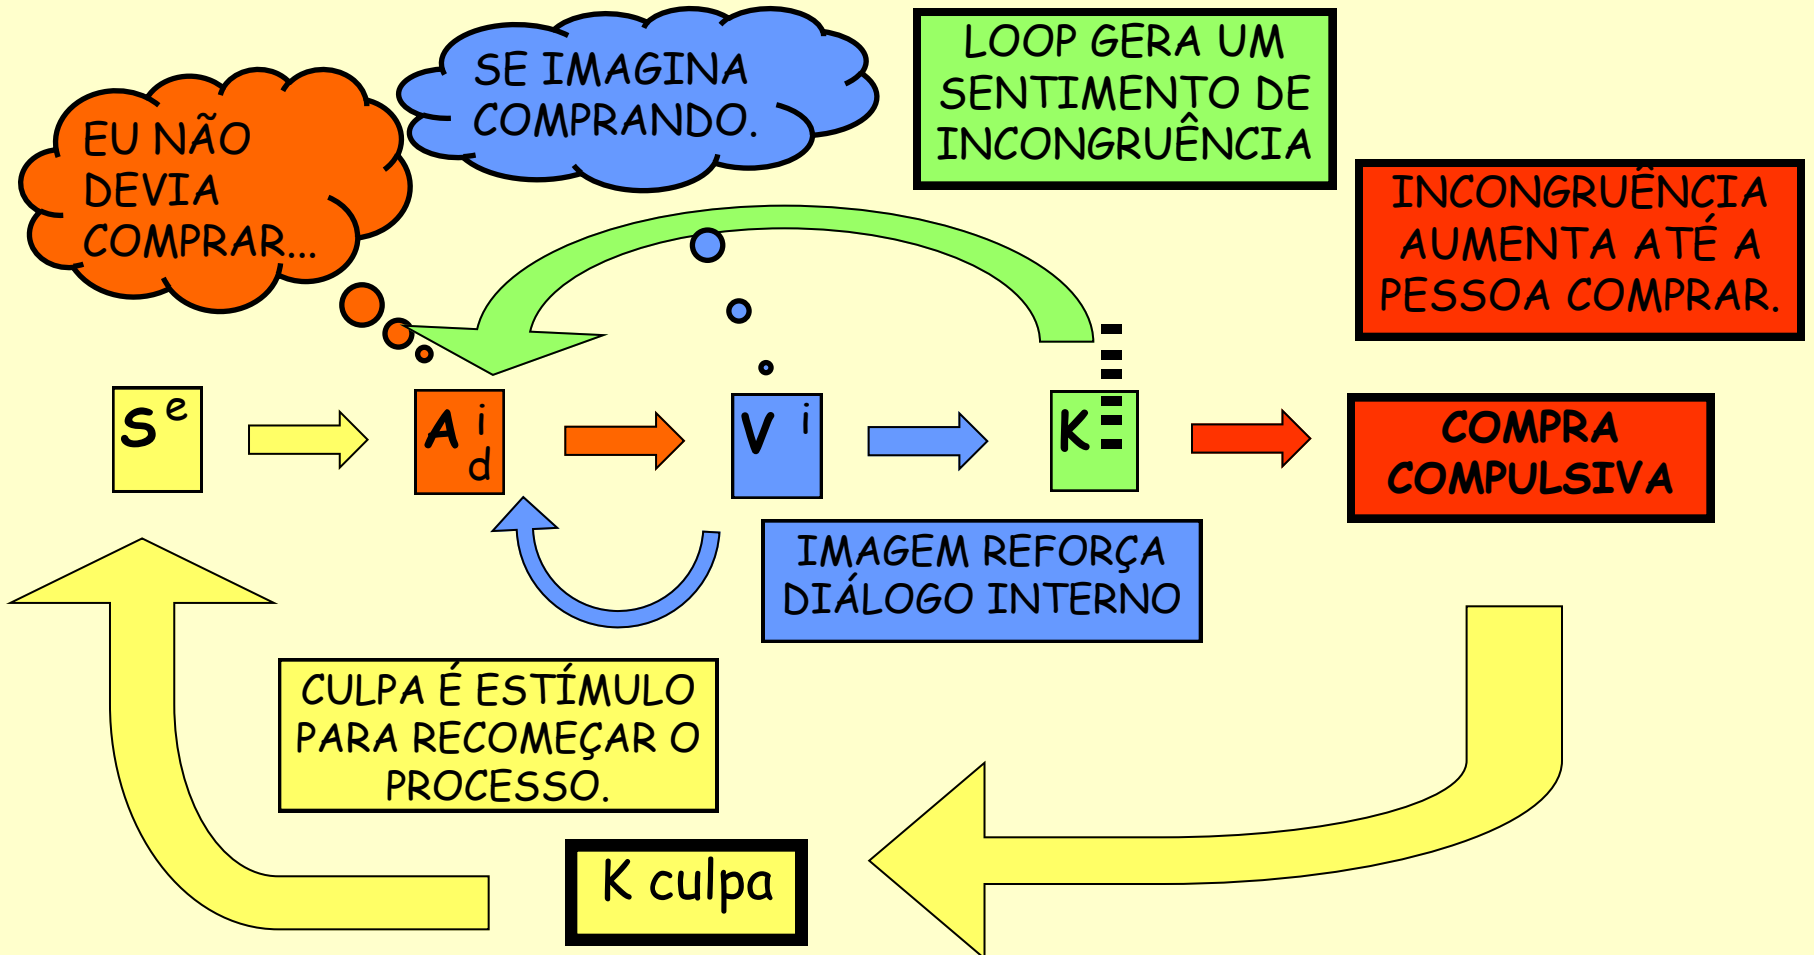 EU NÃO
DEVIA
COMPRAR...
SE IMAGINA
COMPRANDO.
LOOP GERA UM
SENTIMENTO DE
INCONGRUÊNCIA
INCONGRUÊNCIA
AUMENTA ATÉ A
PESSOA COMPRAR.
S e
A i d
V i
K
COMPRA
COMPULSIVA
IMAGEM REFORÇA
DIÁLOGO INTERNO
CULPA É ESTÍMULO
PARA RECOMEÇAR O
PROCESSO.
K culpa